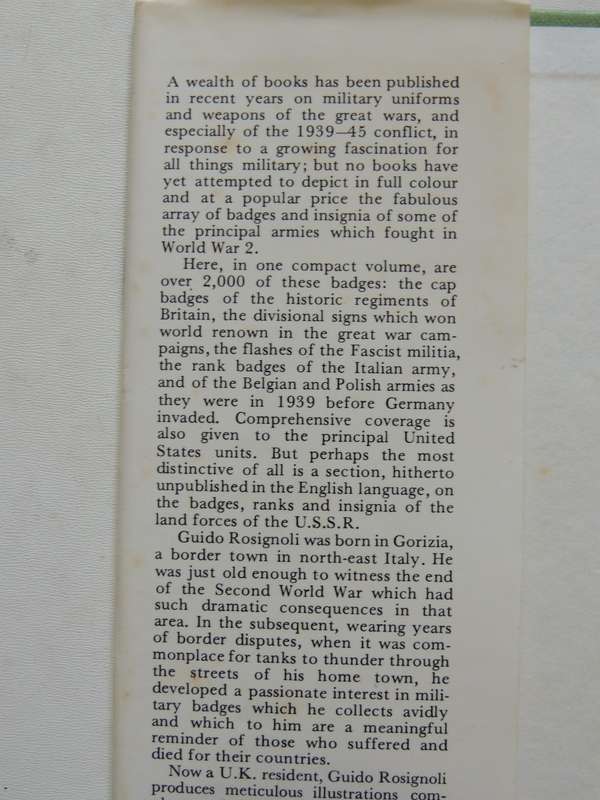 A wealth of books has been published
in recent years on military uniforms
and weapons of the great wars, and
especially of the 1939–45 conflict, in
response to a growing fascination for
all things military; but no books have
yet attempted to depict in full colour
and at a popular price the fabulous
array of badges and insignia of some of
the principal armies which fought in
World War 2.
Here, in one compact volume, are
over 2,000 of these badges: the cap
badges of the historic regiments of
Britain, the divisional signs which won
world renown in the great war cam-
paigns, the flashes of the Fascist militia,
the rank badges of the Italian army,
and of the Belgian and Polish armies as
they were in 1939 before Germany
invaded. Comprehensive coverage is
also given to the principal United
States units. But perhaps the most
distinctive of all is a section, hitherto
unpublished in the English language, on
the badges, ranks and insignia of the
land forces of the U.S.S.R.
Guido Rosignoli was born in Gorizia,
a border town in north-east Italy. He
was just old enough to witness the end
of the Second World War which had
such dramatic consequences in that
area. In the subsequent, wearing years
of border disputes, when it was com-
monplace for tanks to thunder through
the streets of his home town, he
developed a passionate interest in mili-
tary badges which he collects avidly
and which to him are a meaningful
reminder of those who suffered and
died for their countries.
Now a U.K. resident, Guido Rosignoli
produces meticulous illustrations com-